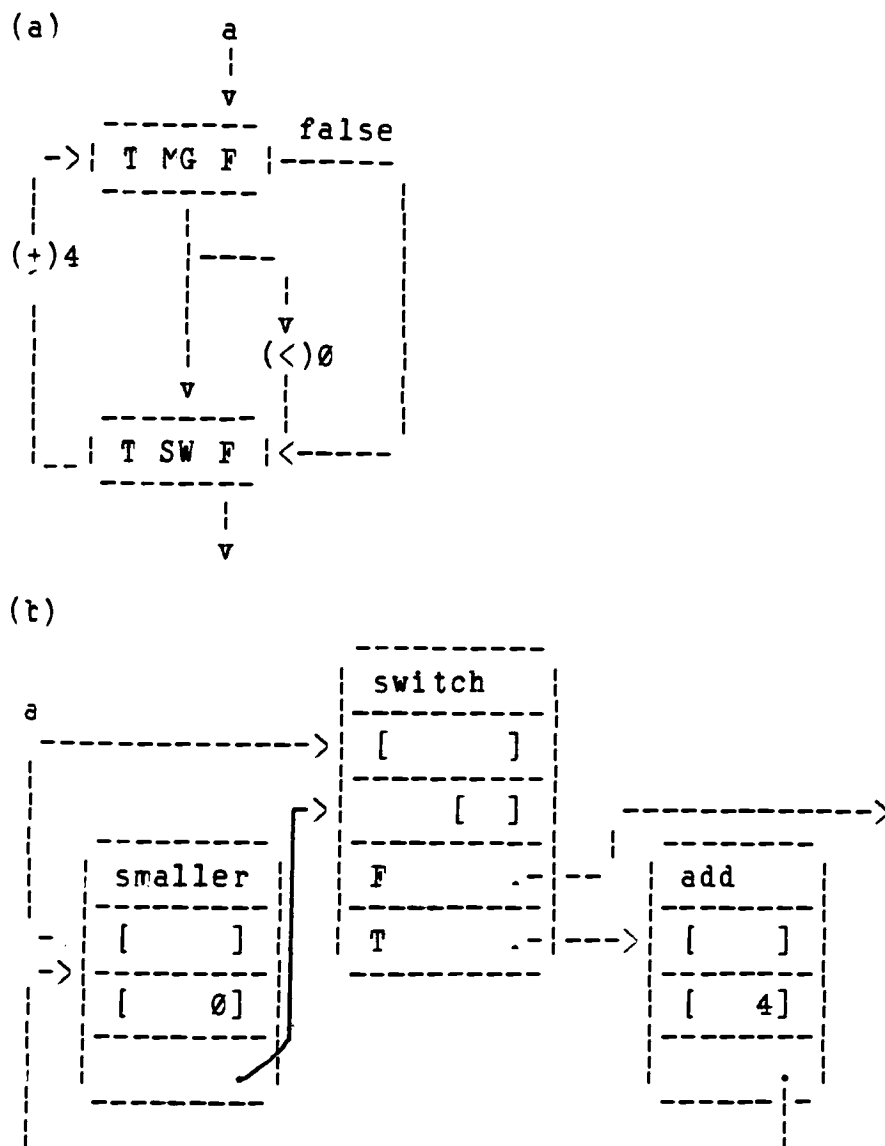 (a) a
false
T MG F
(+)4
(<)0
T SW F
(b)
switch
a
[ ]
[ ]
smaller F add
[ ] T [ ]
[ 0] [ 4]